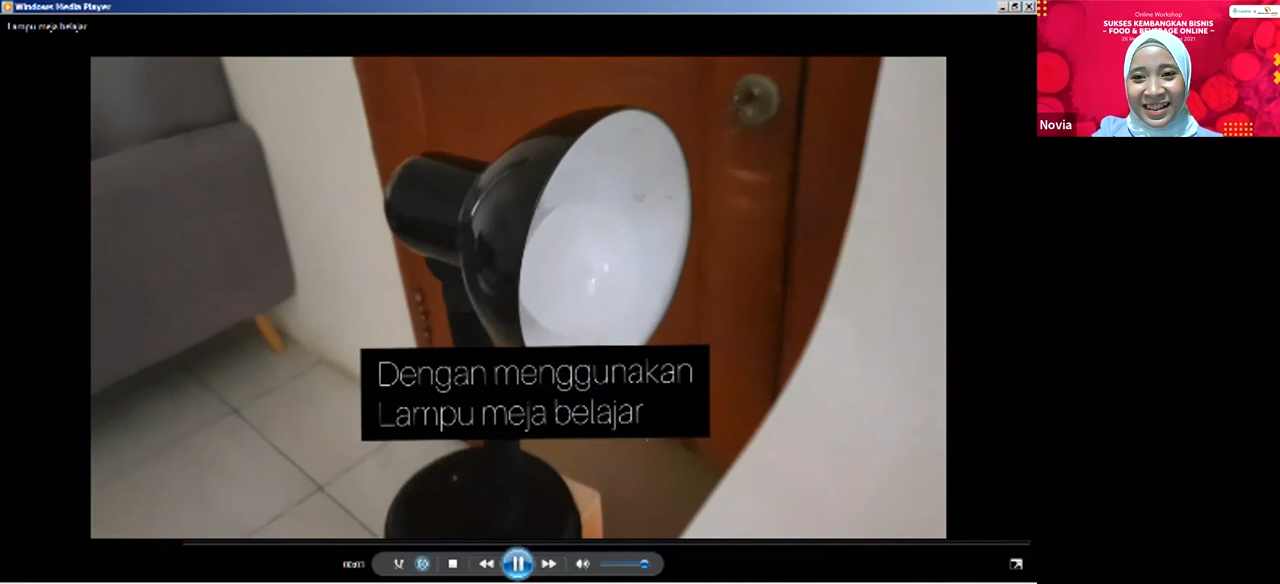 Windows Media Player
Lampu meja belajar
Dengan menggunakan
Lampu meja belajar
Online Workshop
SUKSES KEMBANGKAN BISNIS
– FOOD & BEVERAGE ONLINE –
Novia